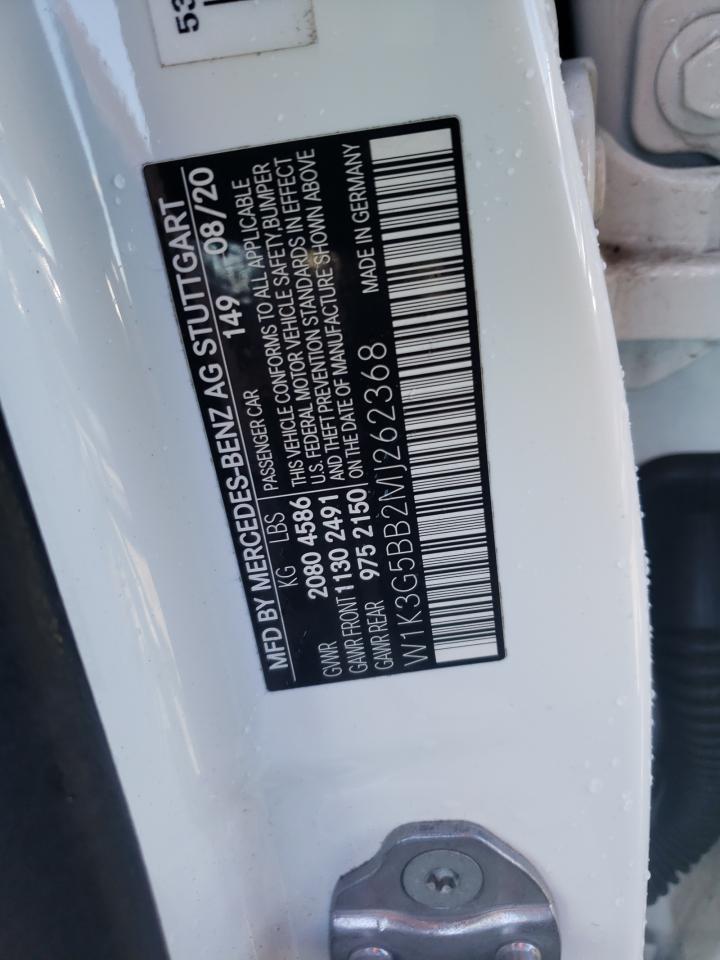 53
MFD BY MERCEDES-BENZ AG STUTTGART
149 08/20
KG LBS PASSENGER CAR
GVWR 2080 4586 THIS VEHICLE CONFORMS TO ALL APPLICABLE
GAWR FRONT 1130 2491 U.S. FEDERAL MOTOR VEHICLE SAFETY, BUMPER
GAWR REAR 975 2150 AND THEFT PREVENTION STANDARDS IN EFFECT
ON THE DATE OF MANUFACTURE SHOWN ABOVE
W1K3G5BB2MJ262368 MADE IN GERMANY